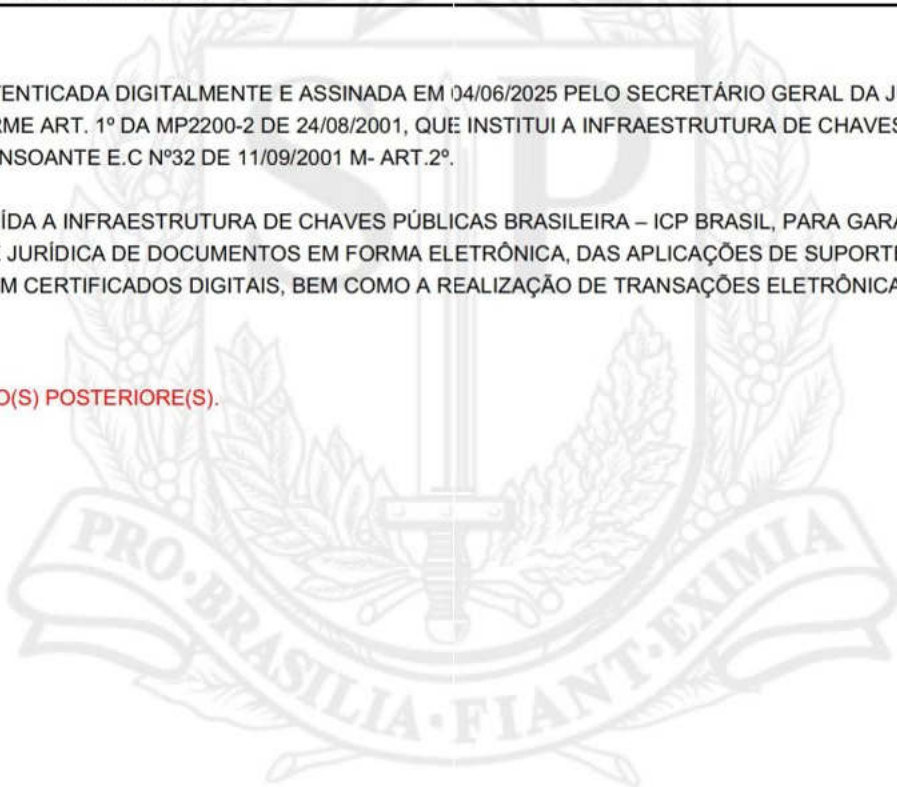 TENTICADA DIGITALMENTE E ASSINADA EM 04/06/2025 PELO SECRETÁRIO GERAL DA J
RME ART. 1º DA MP2200-2 DE 24/08/2001, QUE INSTITUI A INFRAESTRUTURA DE CHAVES
NSOANTE E.C Nº32 DE 11/09/2001 M- ART.2º.
ÍDA A INFRAESTRUTURA DE CHAVES PÚBLICAS BRASILEIRA – ICP BRASIL, PARA GARA
E JURÍDICA DE DOCUMENTOS EM FORMA ELETRÔNICA, DAS APLICAÇÕES DE SUPORTE
M CERTIFICADOS DIGITAIS, BEM COMO A REALIZAÇÃO DE TRANSAÇÕES ELETRÔNICA
O(S) POSTERIORE(S).
SP
PRO·BRASILIA·FIANT·EXIMIA